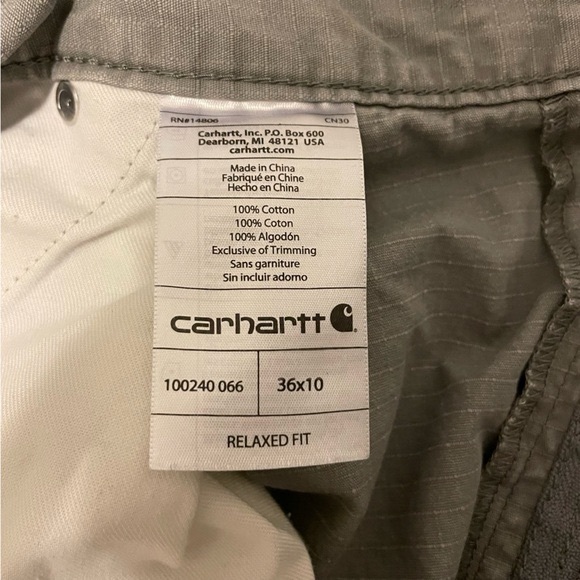 RN#14806 CN30
Carhartt, Inc. P.O. Box 600
Dearborn, MI 48121 USA
carhartt.com
Made in China
Fabriqué en Chine
Hecho en China
100% Cotton
100% Coton
100% Algodón
Exclusive of Trimming
Sans garniture
Sin incluir adorno
carhartt
100240 066 36x10
RELAXED FIT